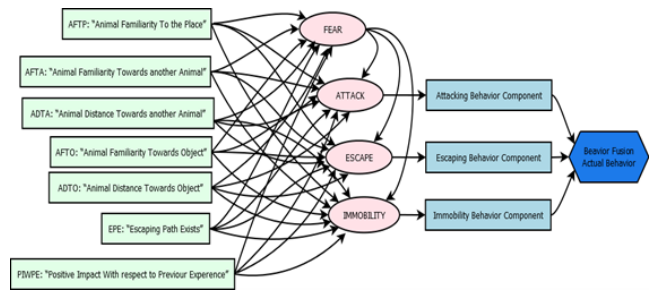 AFTP: "Animal Familiarity To the Place"
AFTA: "Animal Familiarity Towards another Animal"
ADTA: "Animal Distance Towards another Animal"
AFTO: "Animal Familiarity Towards Object"
ADTO: "Animal Distance Towards Object"
EPE: "Escaping Path Exists"
PIWPE: "Positive Impact With respect to Previour Experence"
FEAR
ATTACK
ESCAPE
IMMOBILITY
Attacking Behavior Component
Escaping Behavior Component
Immobility Behavior Component
Beavior Fusion
Actual Behavior